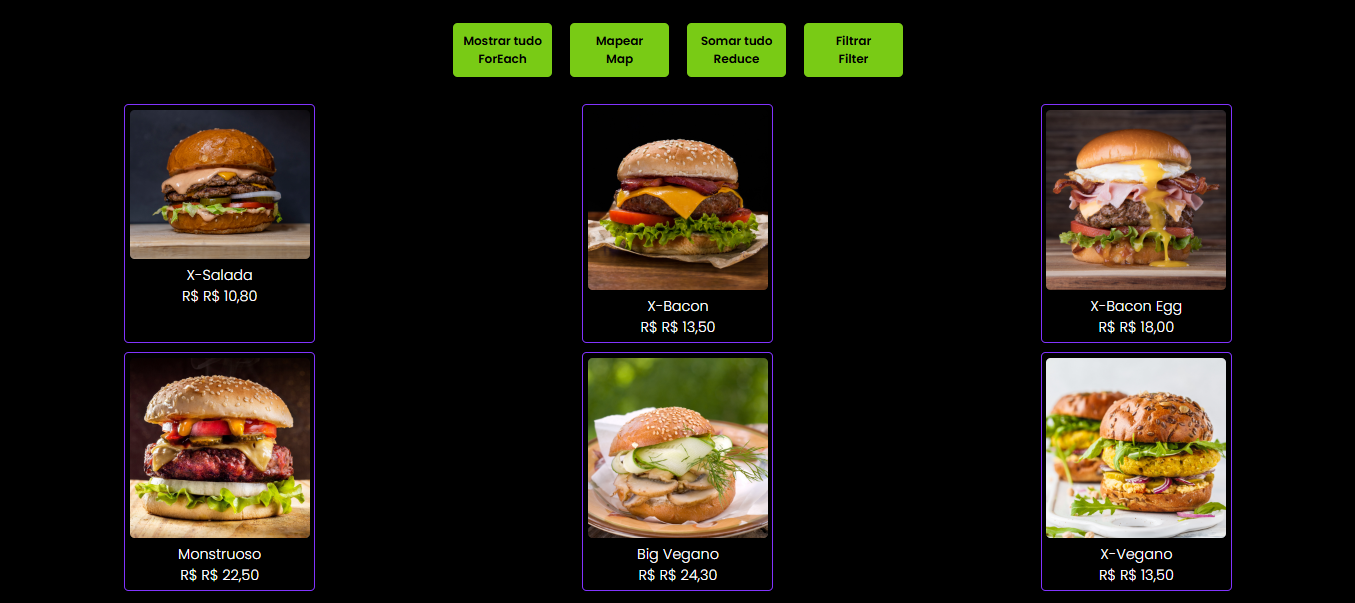 Mostrar tudo
ForEach
Mapear
Map
Somar tudo
Reduce
Filtrar
Filter
X-Salada
R$ R$ 10,80
X-Bacon
R$ R$ 13,50
X-Bacon Egg
R$ R$ 18,00
Monstruoso
R$ R$ 22,50
Big Vegano
R$ R$ 24,30
X-Vegano
R$ R$ 13,50